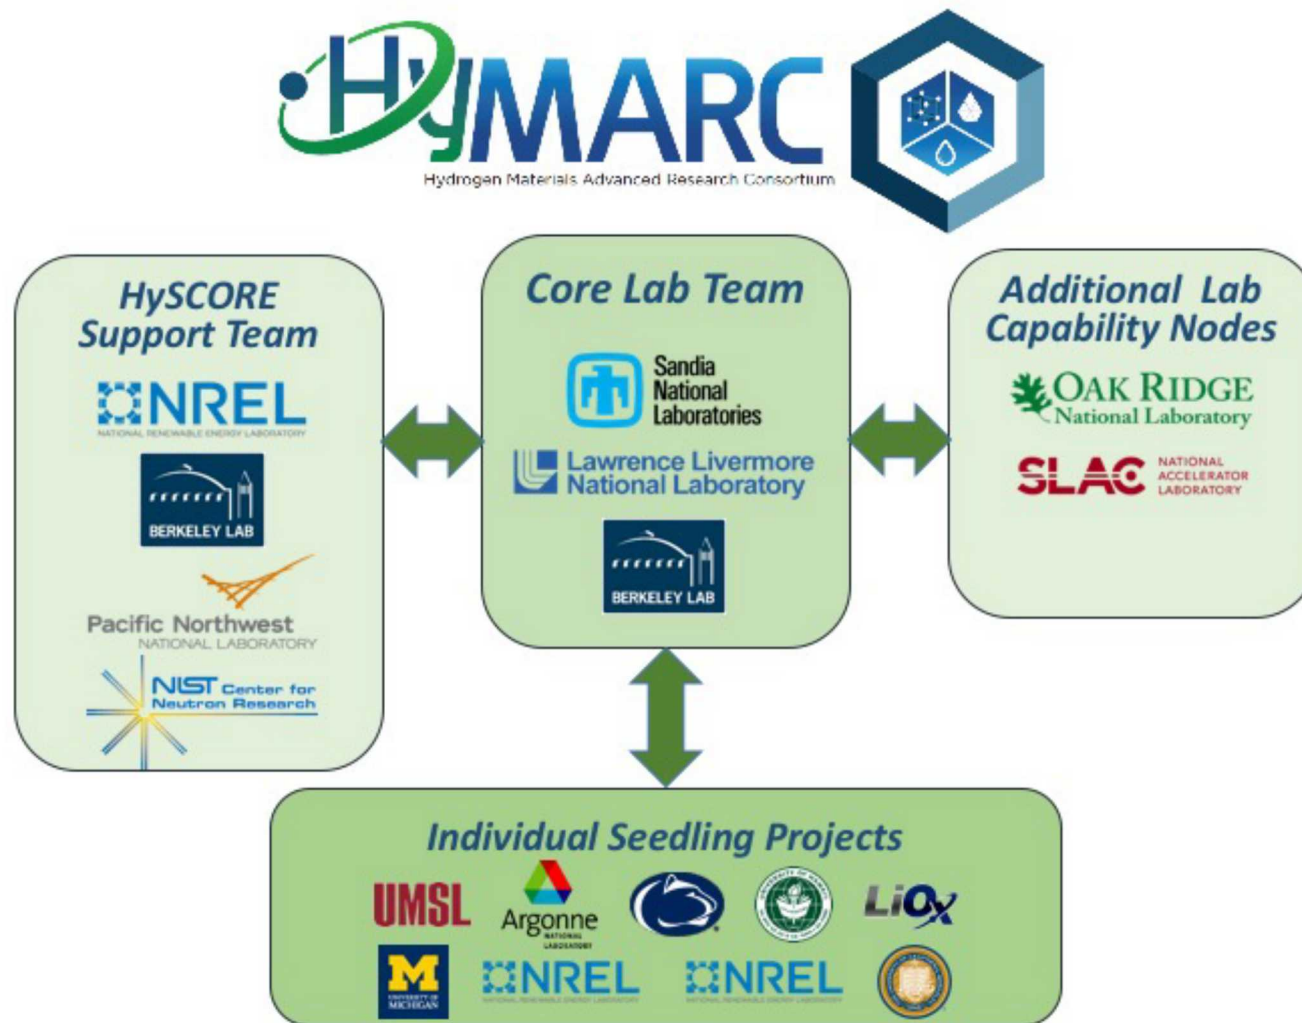 HyMARC
Hydrogen Materials Advanced Research Consortium
HySCORE
Support Team
NREL
NATIONAL RENEWABLE ENERGY LABORATORY
BERKELEY LAB
Pacific Northwest
NATIONAL LABORATORY
NIST Center for
Neutron Research
Core Lab Team
Sandia
National
Laboratories
Lawrence Livermore
National Laboratory
BERKELEY LAB
Additional Lab
Capability Nodes
OAK RIDGE
National Laboratory
SLAC
NATIONAL
ACCELERATOR
LABORATORY
Individual Seedling Projects
UMSL
Argonne
NATIONAL
LABORATORY
LiOx
M
UNIVERSITY OF
MICHIGAN
NREL
NATIONAL RENEWABLE ENERGY LABORATORY
NREL
NATIONAL RENEWABLE ENERGY LABORATORY